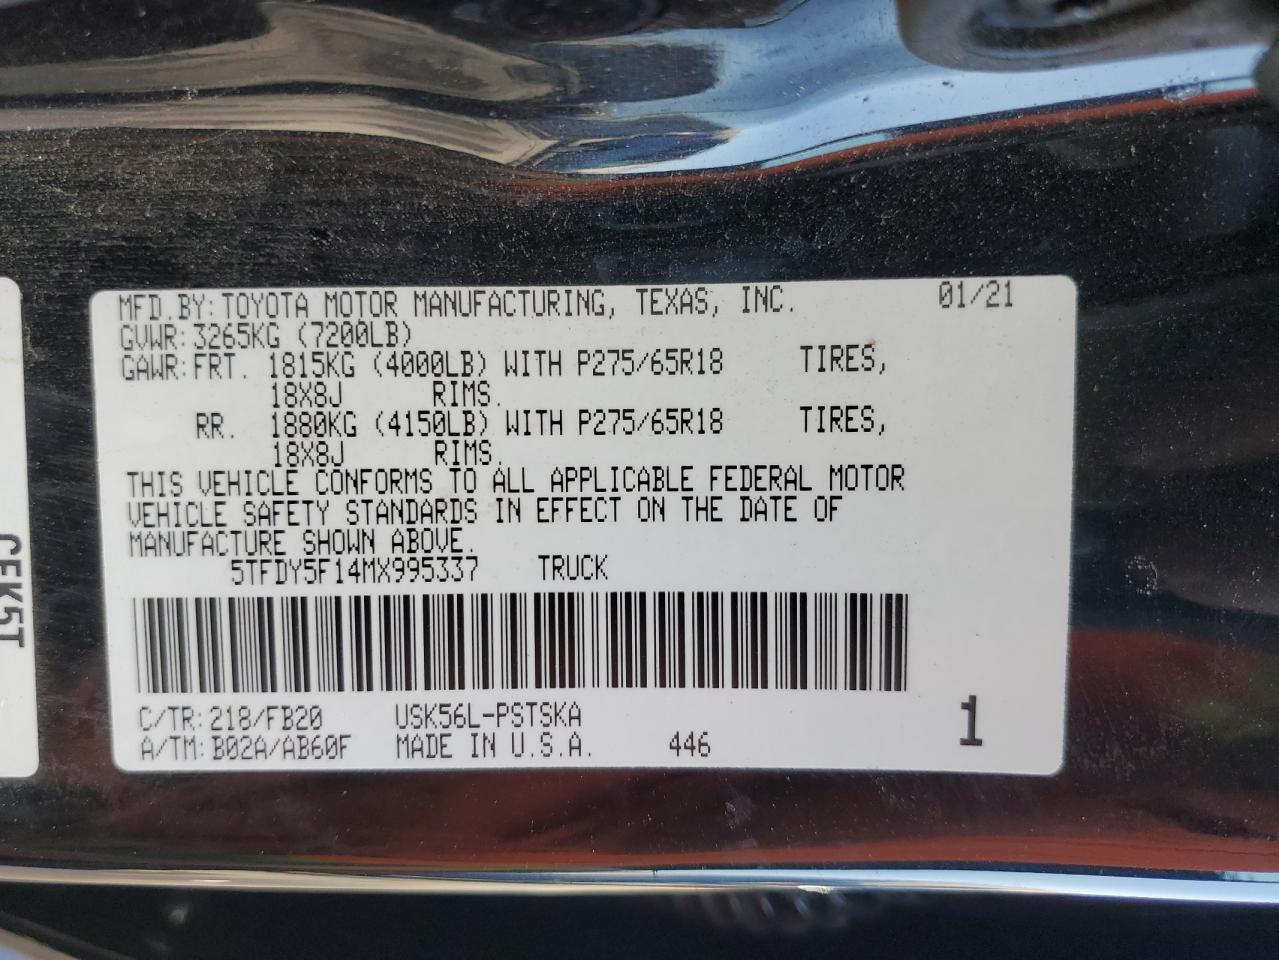 MFD.BY:TOYOTA MOTOR MANUFACTURING, TEXAS, INC. 01/21
GVWR:3265KG (7200LB)
GAWR:FRT. 1815KG (4000LB) WITH P275/65R18 TIRES,
18X8J RIMS.
RR. 1880KG (4150LB) WITH P275/65R18 TIRES,
18X8J RIMS.
THIS VEHICLE CONFORMS TO ALL APPLICABLE FEDERAL MOTOR
VEHICLE SAFETY STANDARDS IN EFFECT ON THE DATE OF
MANUFACTURE SHOWN ABOVE.
5TFDY5F14MX995337 TRUCK
C/TR:218/FB20 USK56L-PSTSKA
A/TM:B02A/AB60F MADE IN U.S.A. 446 1